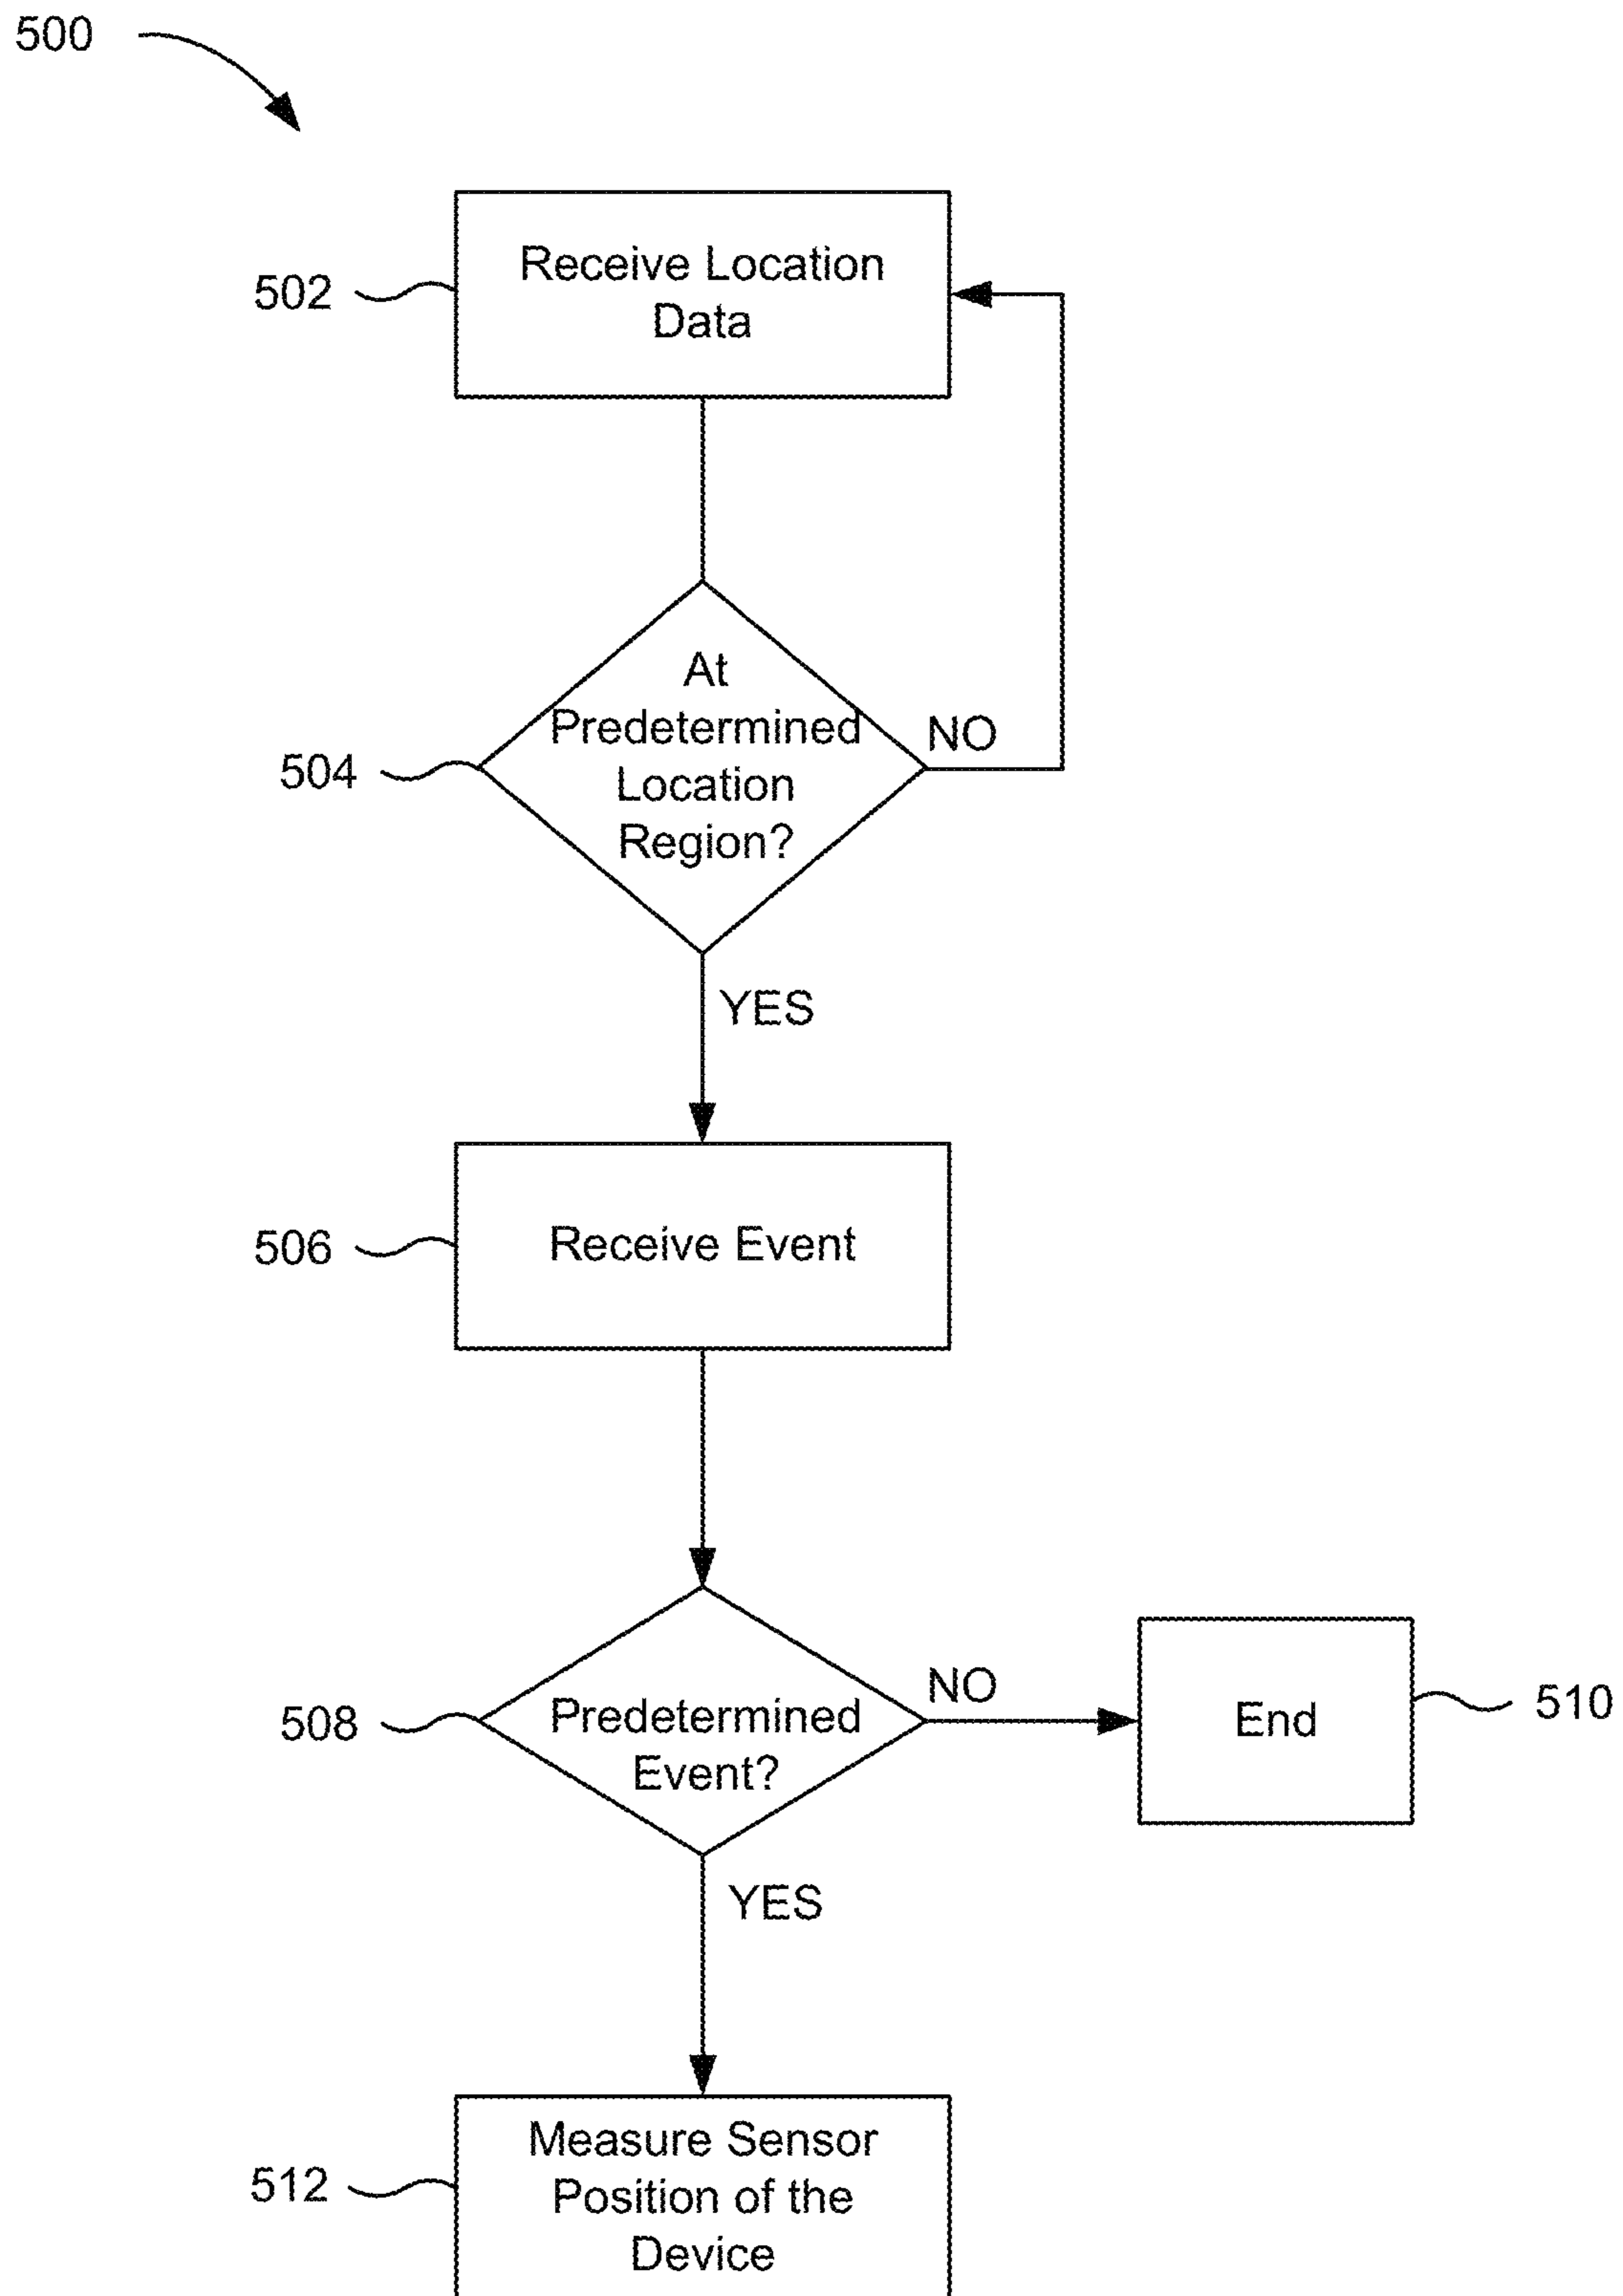 500
502
Receive Location
Data
504
At
Predetermined
Location
Region?
NO
YES
506
Receive Event
508
Predetermined
Event?
NO
End
510
YES
512
Measure Sensor
Position of the
Device